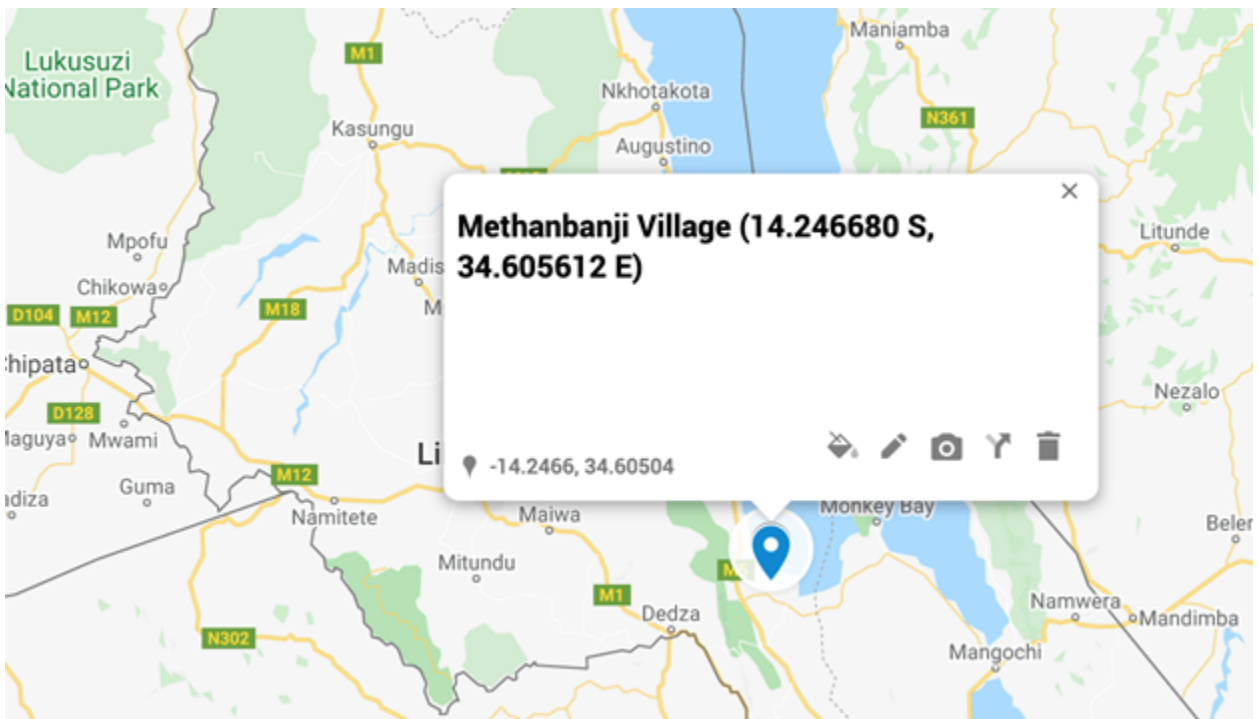 Maniamba
Lukusuzi
National Park
M1
Nkhotakota
N361
Kasungu
Augustino
Methanbanji Village (14.246680 S,
34.605612 E)
Mpofu
Litunde
Madis
Chikowa
M
D104
M12
M18
hipata
Nezalo
D128
Mwami
Li
-14.2466, 34.60504
M12
Guma
Namitete
Maiwa
Monkey Bay
Beler
Mitundu
M1
Dedza
Namwera
Mandimba
N302
Mangochi